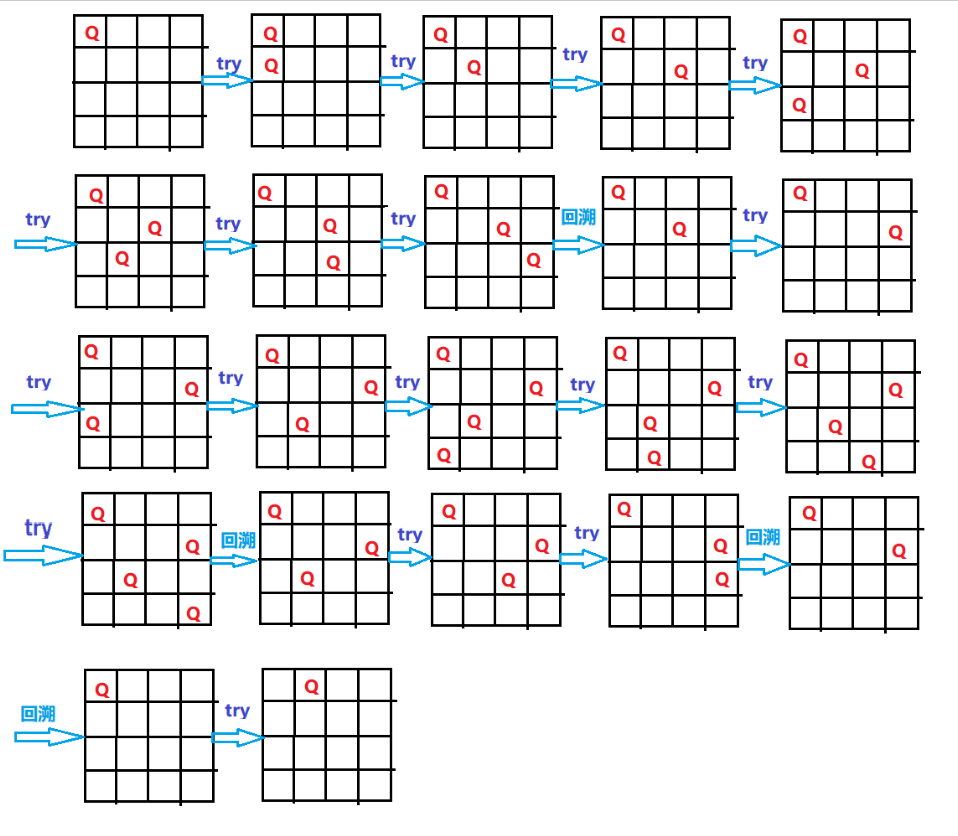 Q Q Q Q Q
try Q try Q try Q try Q
Q
Q Q Q Q Q
try Q try Q try Q 回溯 Q try Q
Q Q Q
Q Q Q Q Q
try Q try Q try Q try Q try Q
Q Q Q Q Q
Q Q Q
Q Q Q Q Q
try Q 回溯 Q try Q try Q 回溯 Q
Q Q Q Q
Q
Q Q
回溯 try